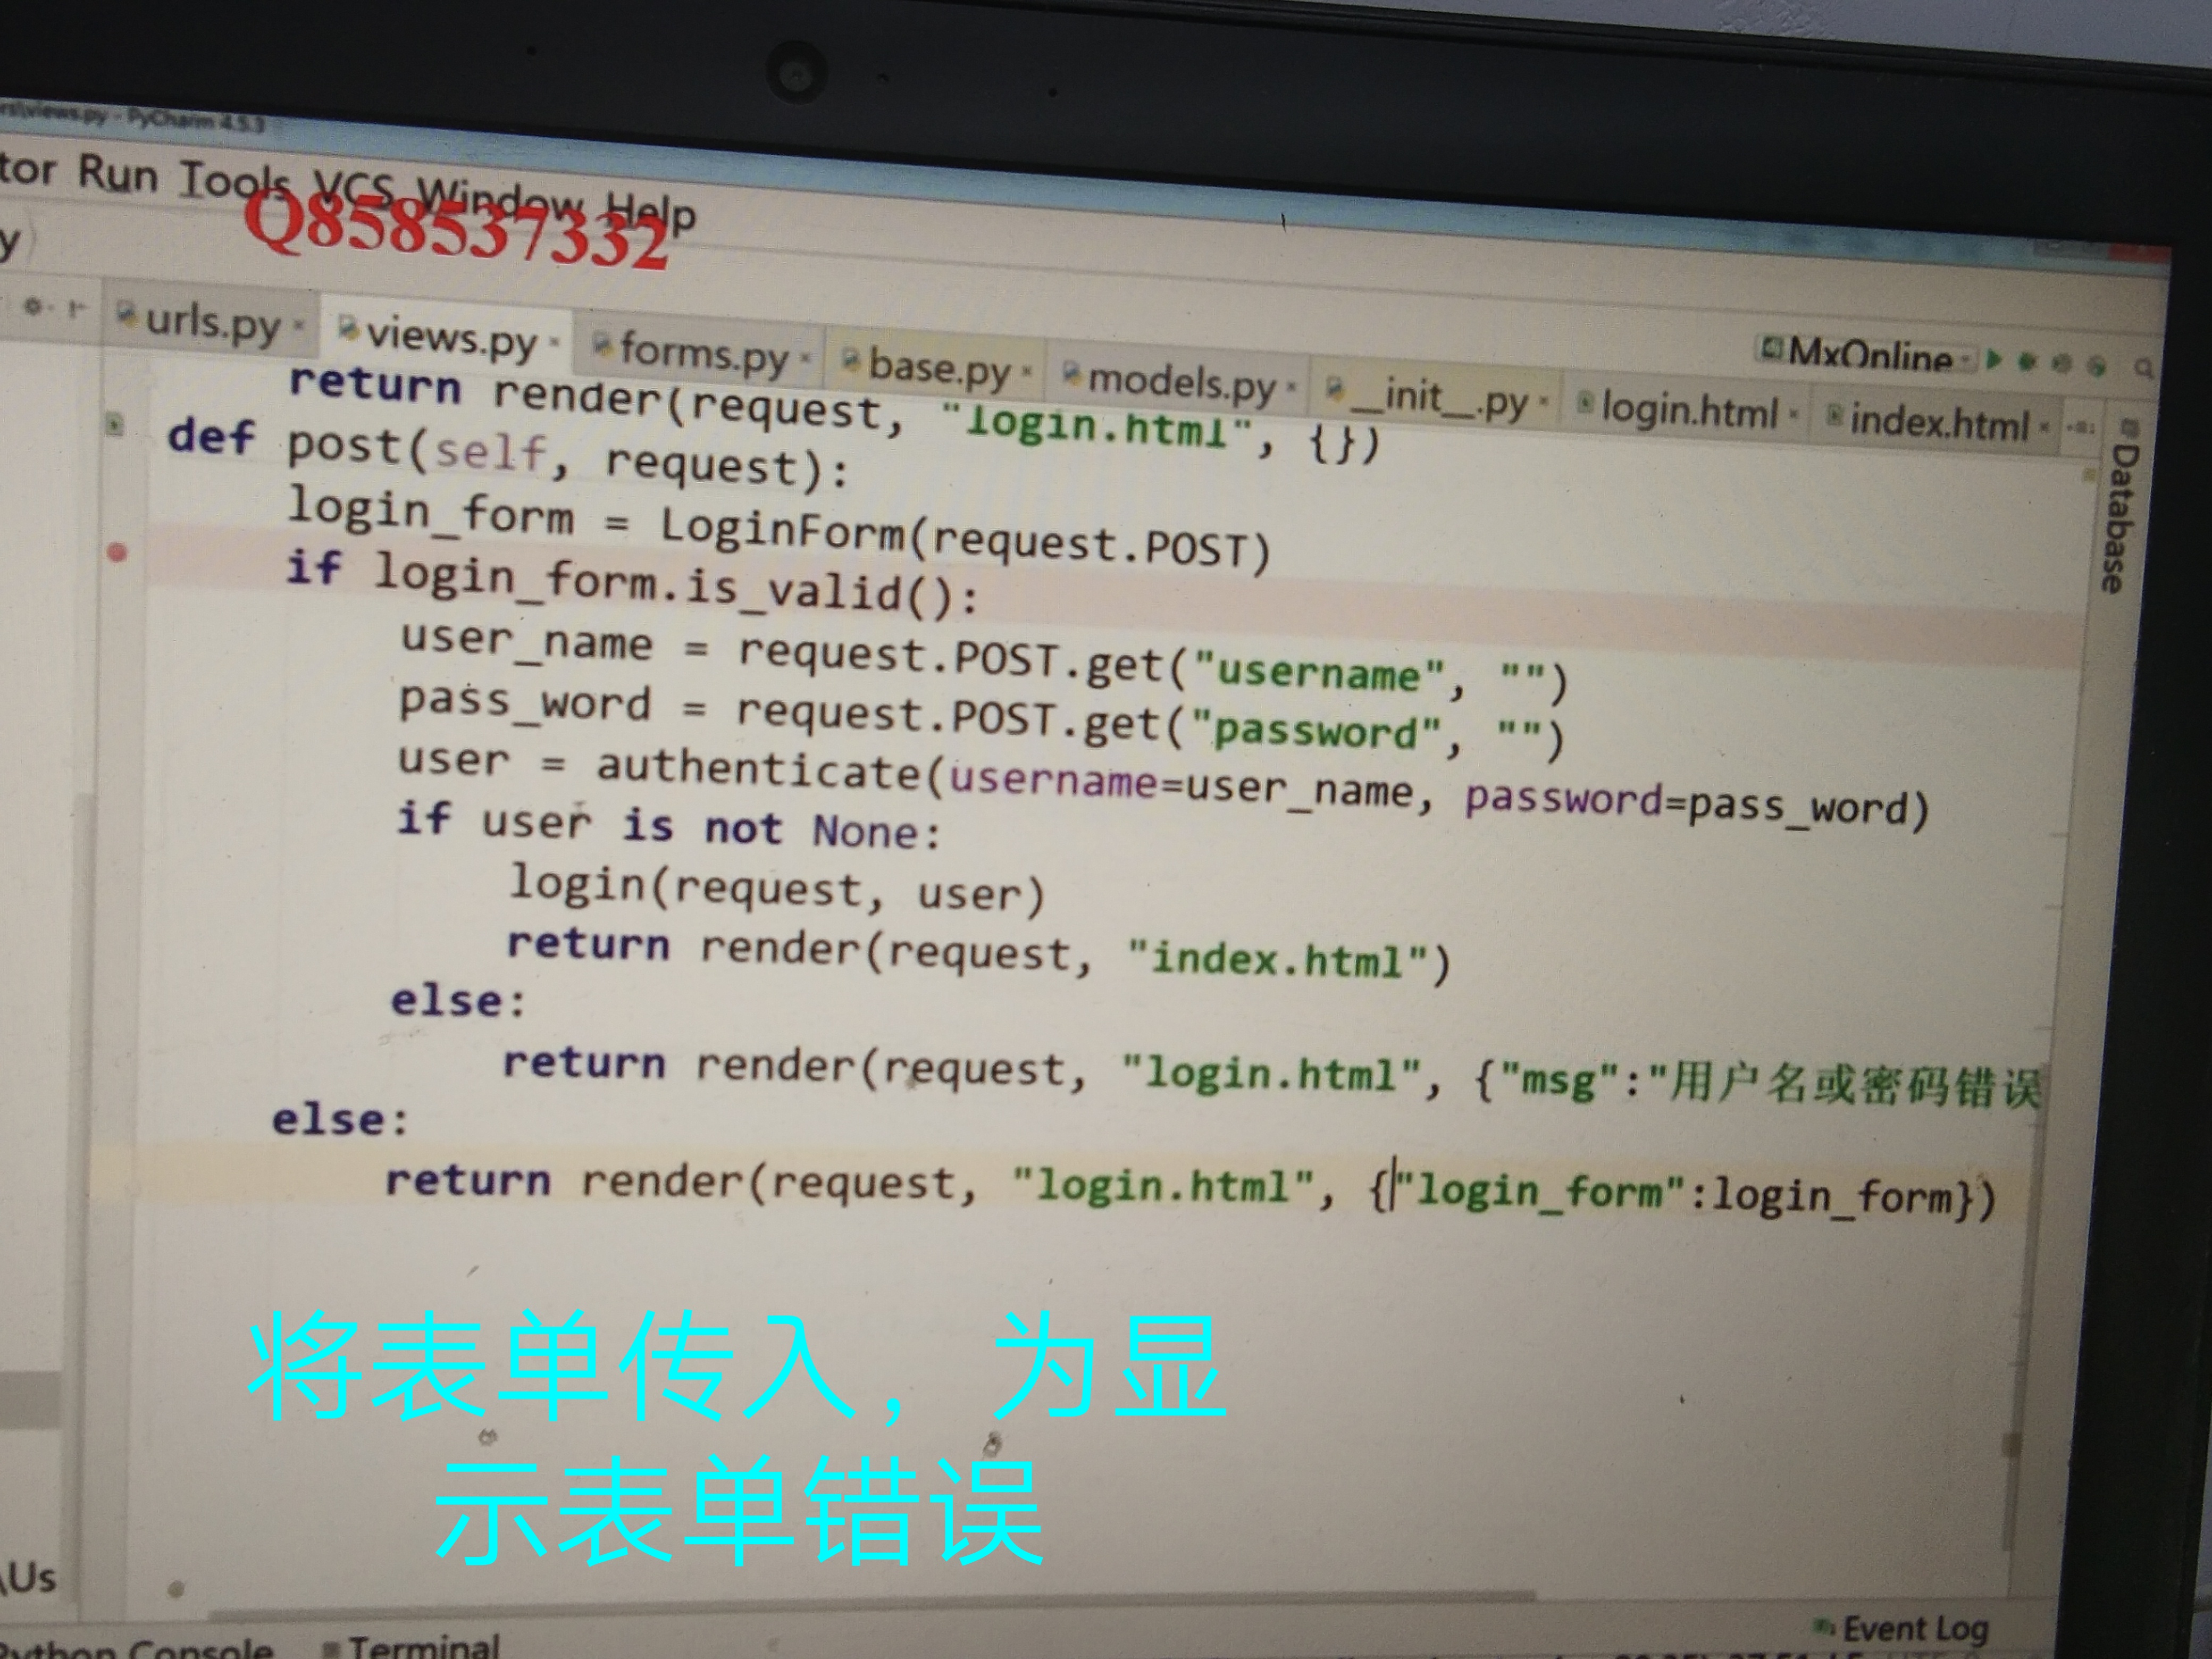 views.py - PyCharm 4.5.3
tor Run Tools VCS Window Help
Q858537332
y
MxOnline
urls.py views.py forms.py base.py models.py __init__.py login.html index.html
Database
return render(request, "login.html", {})
def post(self, request):
login_form = LoginForm(request.POST)
if login_form.is_valid():
user_name = request.POST.get("username", "")
pass_word = request.POST.get("password", "")
user = authenticate(username=user_name, password=pass_word)
if user is not None:
login(request, user)
return render(request, "index.html")
else:
return render(request, "login.html", {"msg":"用户名或密码错误
else:
return render(request, "login.html", {"login_form":login_form})
将表单传入，为显
示表单错误
\Us
Event Log
Python Console Terminal